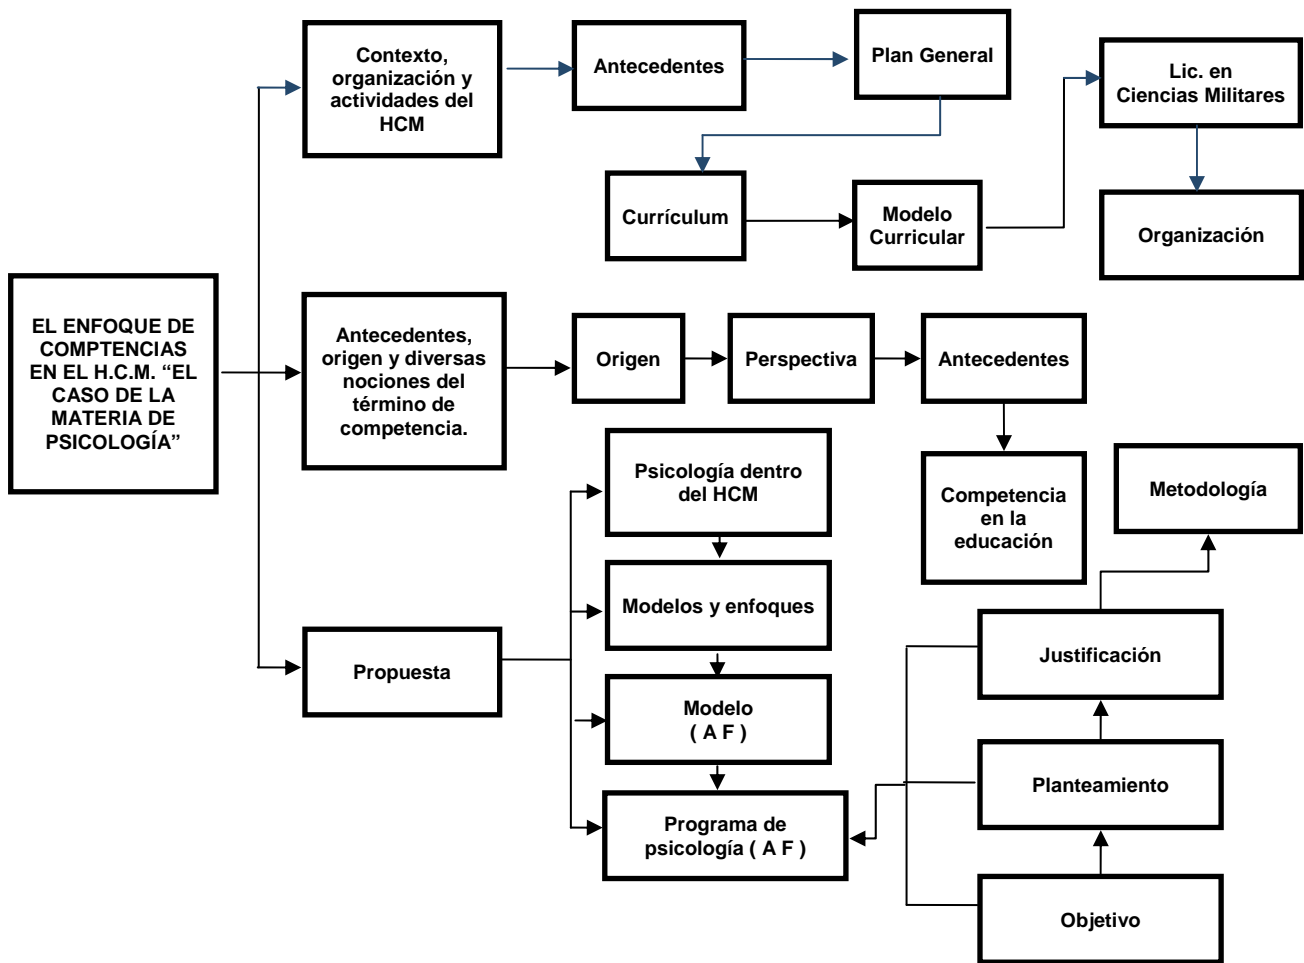 Contexto,
organización y
actividades del
HCM
Antecedentes
Plan General
Lic. en
Ciencias Militares
Currículum
Modelo
Curricular
Organización
EL ENFOQUE DE
COMPTENCIAS
EN EL H.C.M. “EL
CASO DE LA
MATERIA DE
PSICOLOGÍA”
Antecedentes,
origen y diversas
nociones del
término de
competencia.
Origen
Perspectiva
Antecedentes
Competencia
en la
educación
Propuesta
Psicología dentro
del HCM
Modelos y enfoques
Modelo
( A F )
Programa de
psicología ( A F )
Metodología
Justificación
Planteamiento
Objetivo